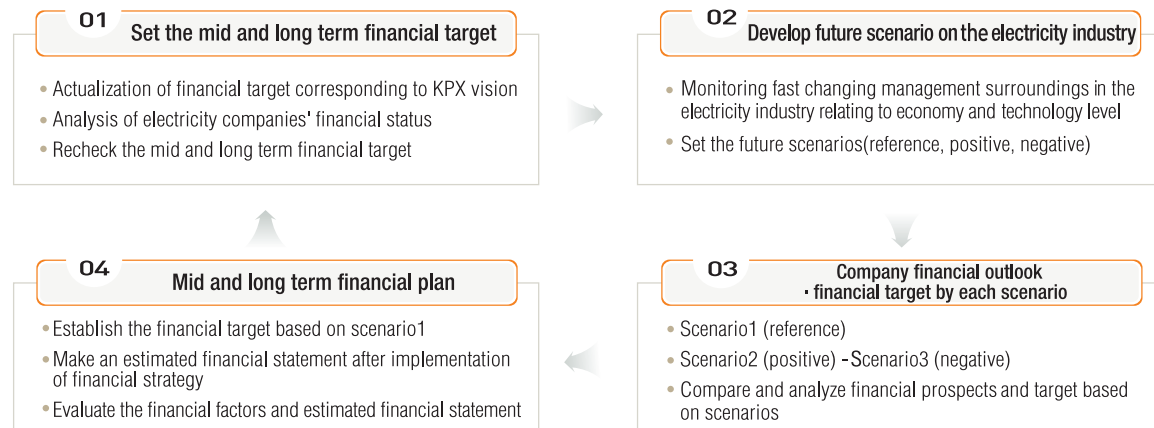 01
Set the mid and long term financial target
• Actualization of financial target corresponding to KPX vision
• Analysis of electricity companies' financial status
• Recheck the mid and long term financial target
02
Develop future scenario on the electricity industry
• Monitoring fast changing management surroundings in the
electricity industry relating to economy and technology level
• Set the future scenarios(reference, positive, negative)
03
Company financial outlook
· financial target by each scenario
• Scenario1 (reference)
• Scenario2 (positive) -Scenario3 (negative)
• Compare and analyze financial prospects and target based
on scenarios
04
Mid and long term financial plan
• Establish the financial target based on scenario1
• Make an estimated financial statement after implementation
of financial strategy
• Evaluate the financial factors and estimated financial statement